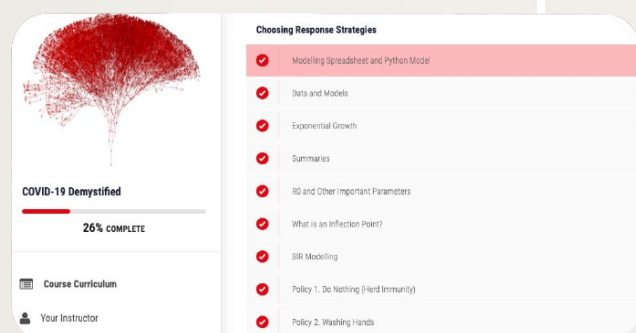 COVID-19 Demystified
26% COMPLETE
Course Curriculum
Your Instructor
Choosing Response Strategies
Modelling Spreadsheet and Python Model
Data and Models
Exponential Growth
Summaries
R0 and Other Important Parameters
What is an Inflection Point?
SIR Modelling
Policy 1. Do Nothing (Herd Immunity)
Policy 2. Washing Hands